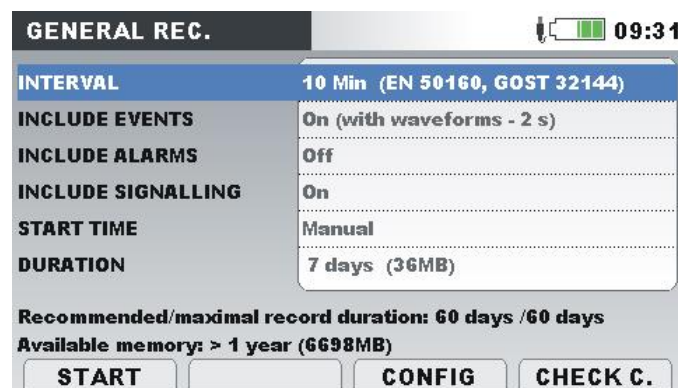 GENERAL REC. 09:31
INTERVAL 10 Min (EN 50160, GOST 32144)
INCLUDE EVENTS On (with waveforms - 2 s)
INCLUDE ALARMS Off
INCLUDE SIGNALLING On
START TIME Manual
DURATION 7 days (36MB)
Recommended/maximal record duration: 60 days /60 days
Available memory: > 1 year (6698MB)
START CONFIG CHECK C.